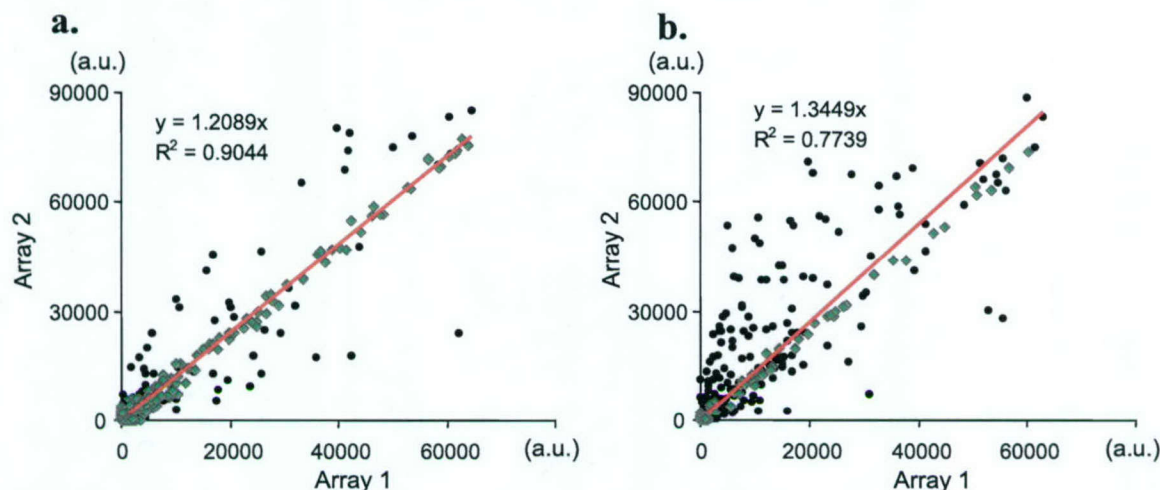 a.
(a.u.)
90000
y = 1.2089x
R² = 0.9044
60000
Array 2
30000
0
0 20000 40000 60000 (a.u.)
Array 1
b.
(a.u.)
90000
y = 1.3449x
R² = 0.7739
60000
Array 2
30000
0
0 20000 40000 60000 (a.u.)
Array 1